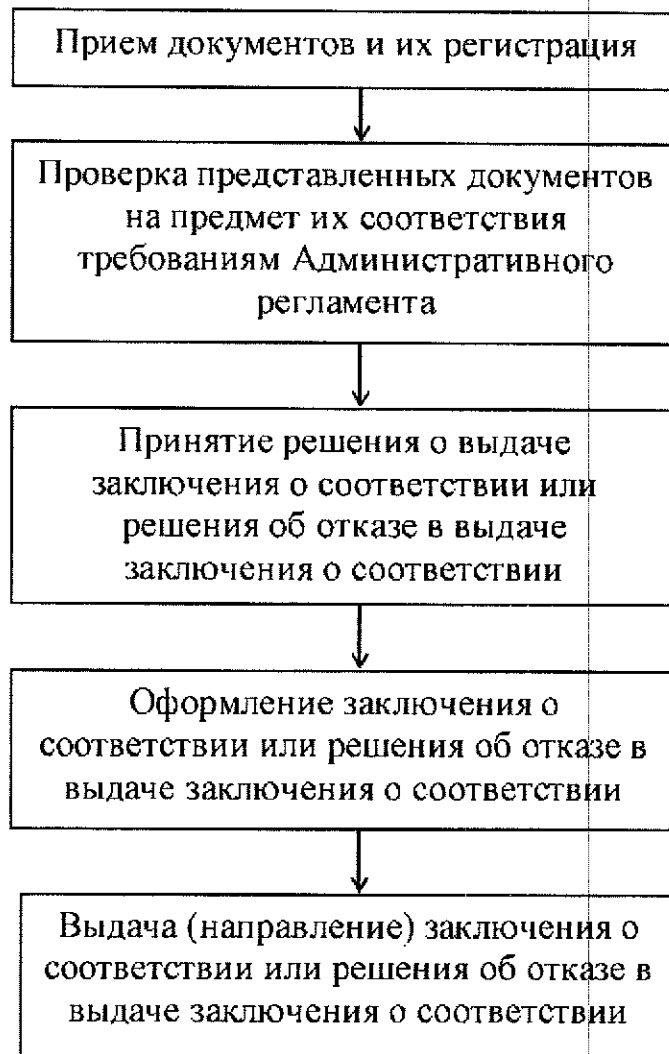 Прием документов и их регистрация
Проверка представленных документов
на предмет их соответствия
требованиям Административного
регламента
Принятие решения о выдаче
заключения о соответствии или
решения об отказе в выдаче
заключения о соответствии
Оформление заключения о
соответствии или решения об отказе в
выдаче заключения о соответствии
Выдача (направление) заключения о
соответствии или решения об отказе в
выдаче заключения о соответствии